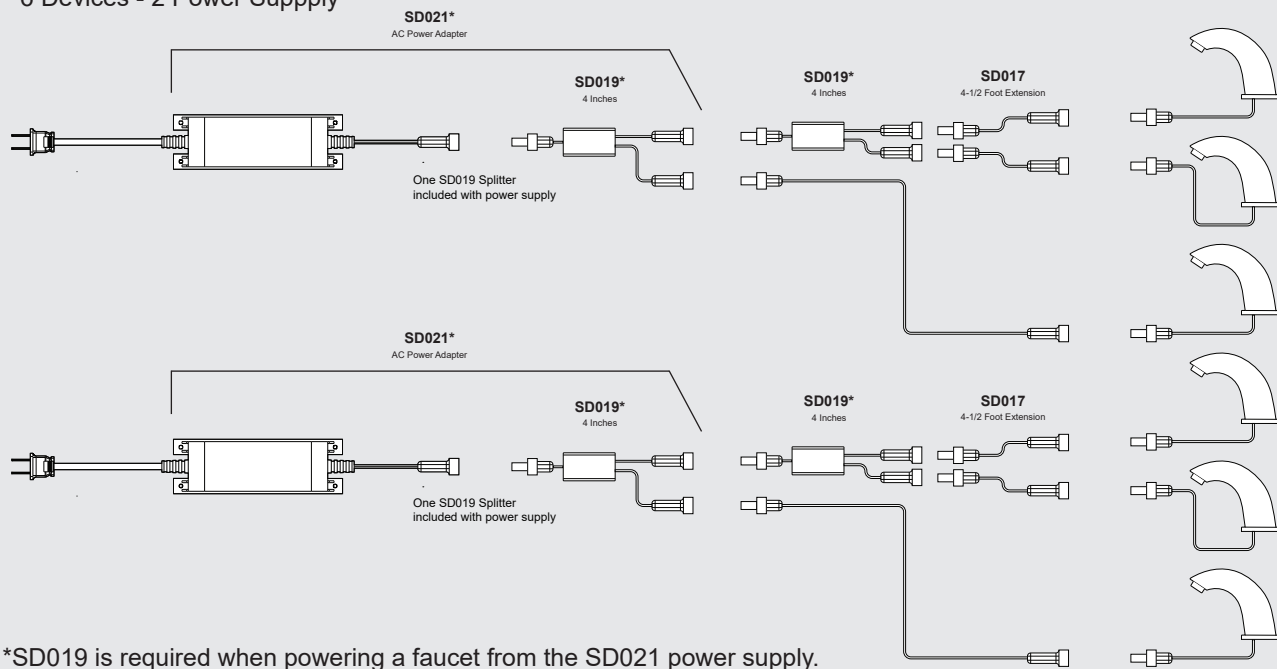 6 Devices - 2 Power Suppply
SD021*
AC Power Adapter
SD019*
4 Inches
SD019*
4 Inches
SD017
4-1/2 Foot Extension
One SD019 Splitter
included with power supply
SD021*
AC Power Adapter
SD019*
4 Inches
SD019*
4 Inches
SD017
4-1/2 Foot Extension
One SD019 Splitter
included with power supply
*SD019 is required when powering a faucet from the SD021 power supply.